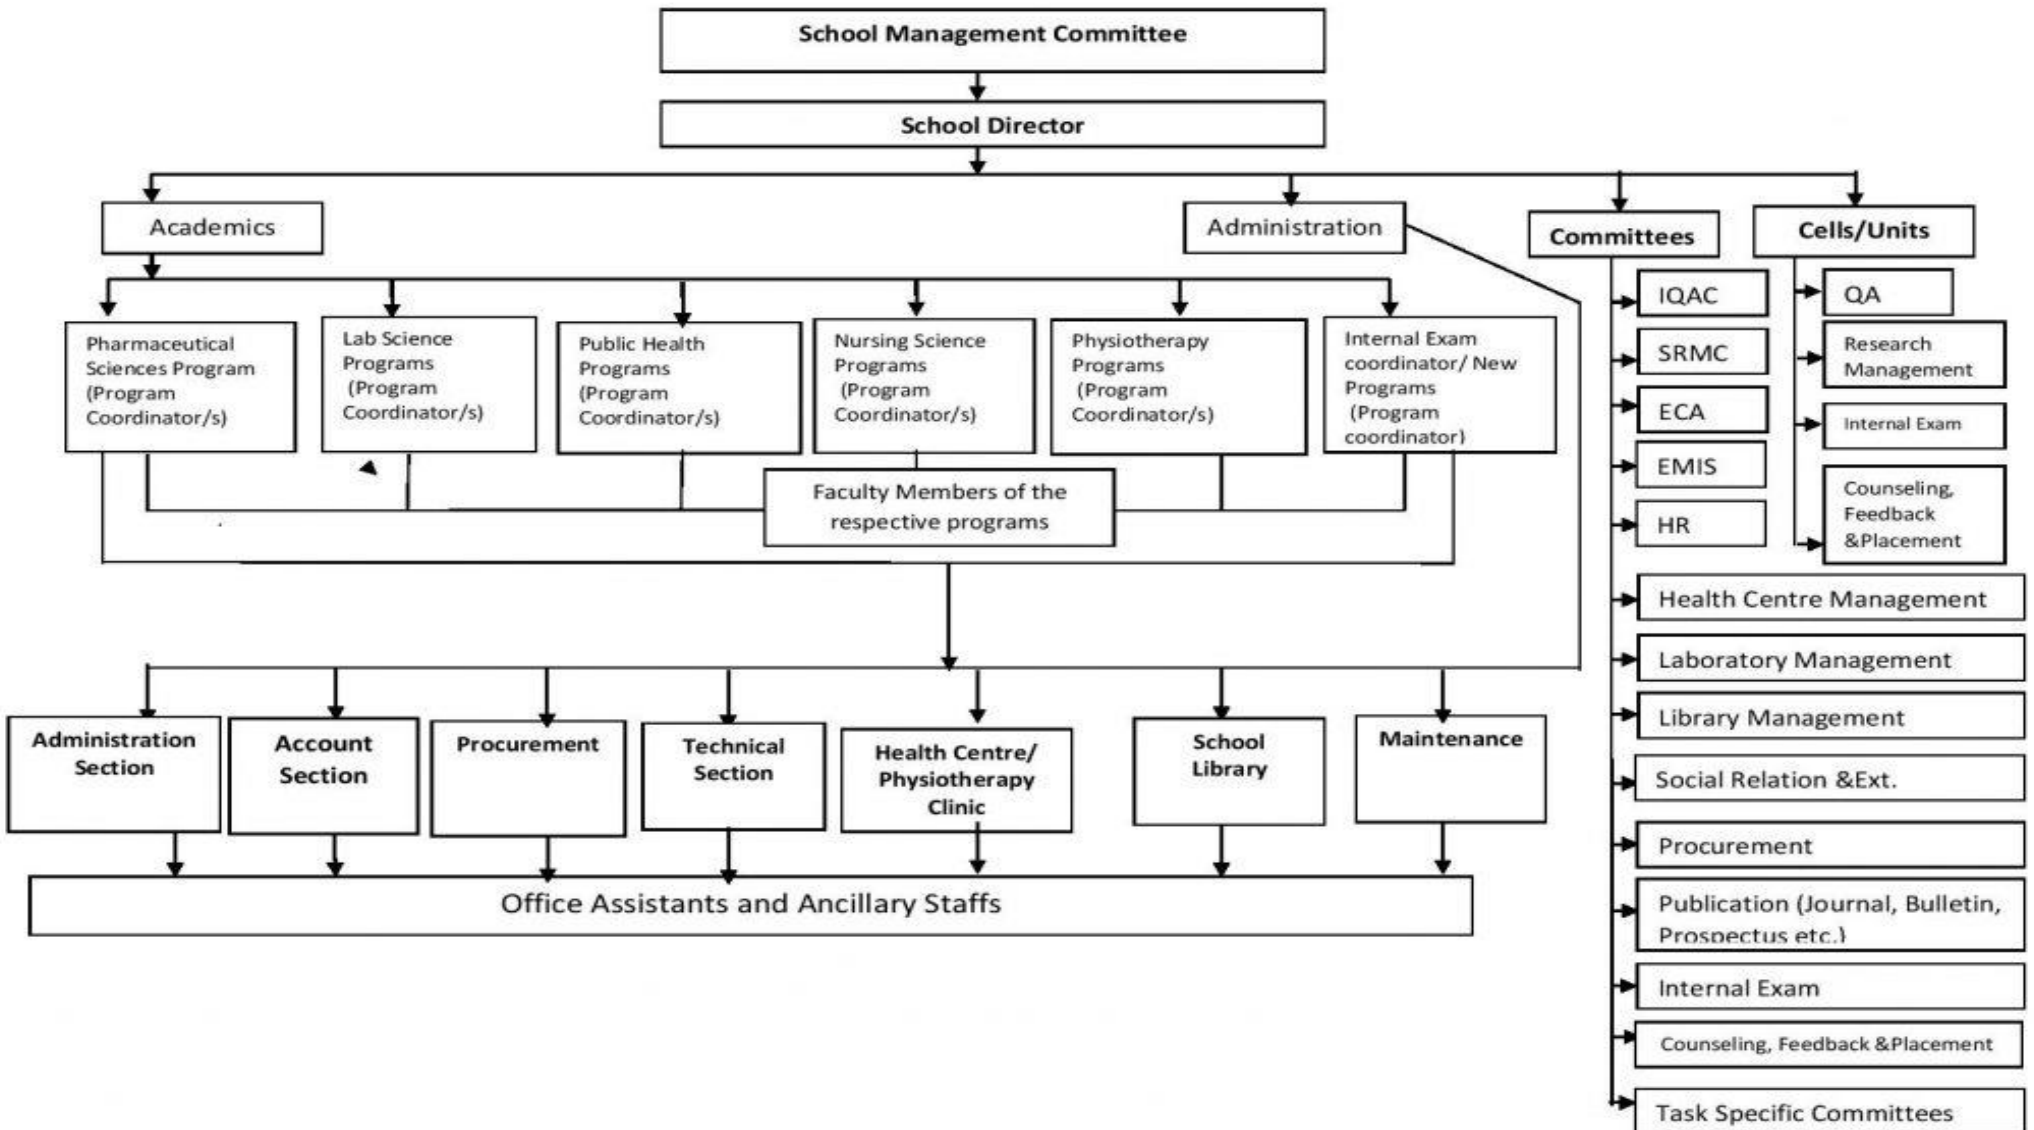 School Management Committee
School Director
Academics
Administration
Committees
Cells/Units
Pharmaceutical
Sciences Program
(Program
Coordinator/s)
Lab Science
Programs
(Program
Coordinator/s)
Public Health
Programs
(Program
Coordinator/s)
Nursing Science
Programs
(Program
Coordinator/s)
Physiotherapy
Programs
(Program
Coordinator/s)
Internal Exam
coordinator/ New
Programs
(Program
coordinator)
Faculty Members of the
respective programs
Administration
Section
Account
Section
Procurement
Technical
Section
Health Centre/
Physiotherapy
Clinic
School
Library
Maintenance
Office Assistants and Ancillary Staffs
IQAC
SRMC
ECA
EMIS
HR
Health Centre Management
Laboratory Management
Library Management
Social Relation &Ext.
Procurement
Publication (Journal, Bulletin,
Prospectus etc.)
Internal Exam
Counseling, Feedback &Placement
Task Specific Committees
QA
Research
Management
Internal Exam
Counseling,
Feedback
&Placement